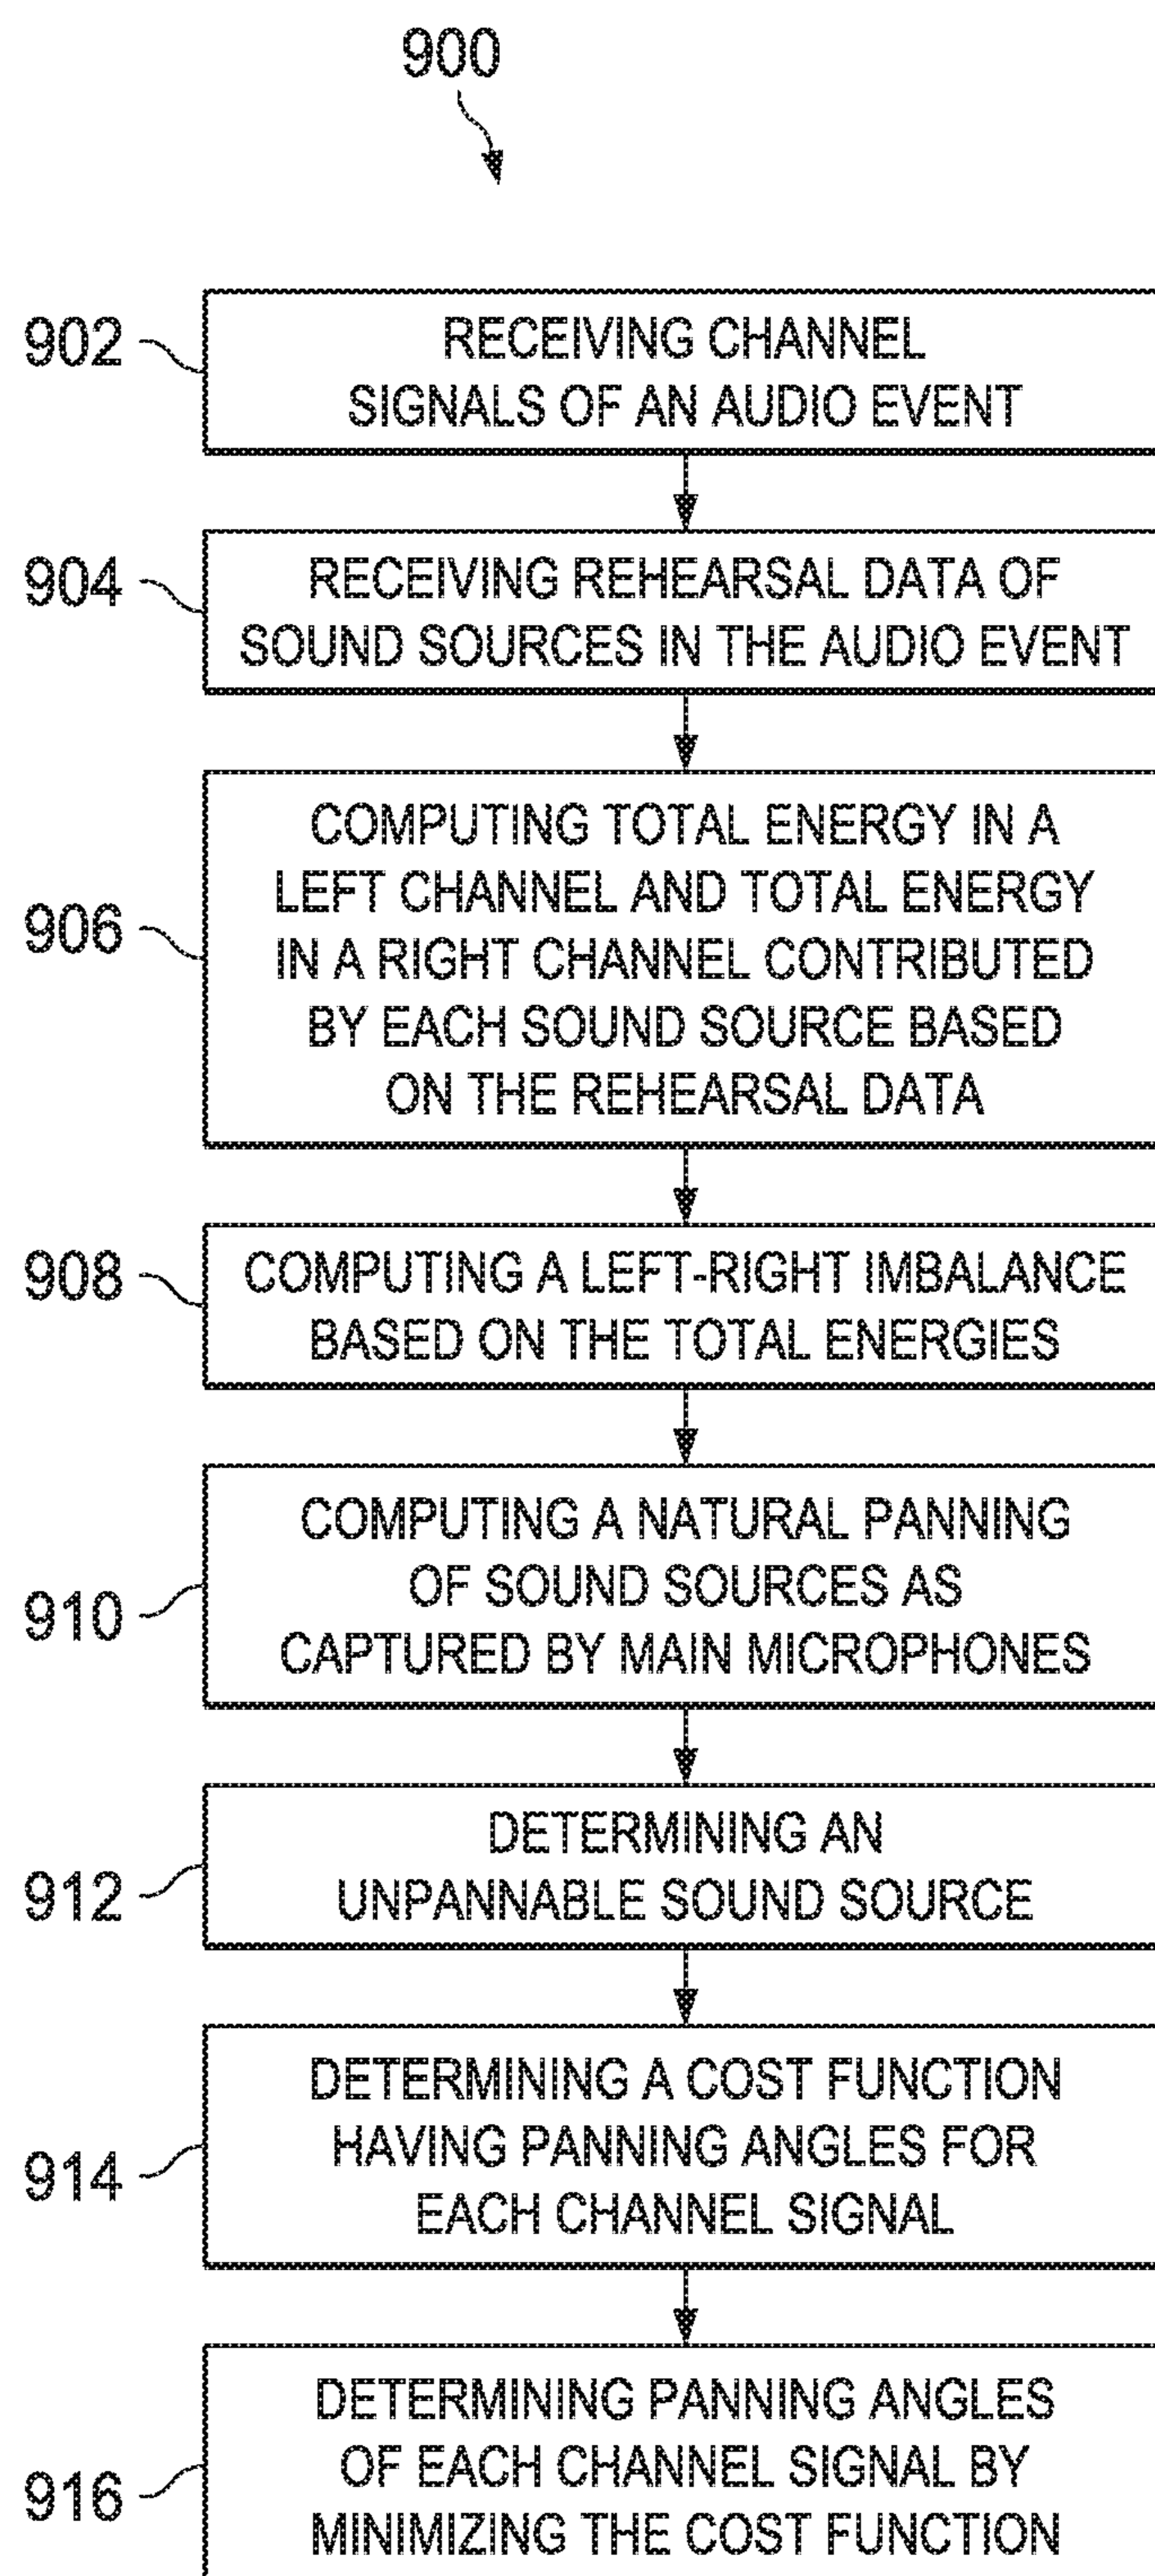 900
902
RECEIVING CHANNEL
SIGNALS OF AN AUDIO EVENT
904
RECEIVING REHEARSAL DATA OF
SOUND SOURCES IN THE AUDIO EVENT
906
COMPUTING TOTAL ENERGY IN A
LEFT CHANNEL AND TOTAL ENERGY
IN A RIGHT CHANNEL CONTRIBUTED
BY EACH SOUND SOURCE BASED
ON THE REHEARSAL DATA
908
COMPUTING A LEFT-RIGHT IMBALANCE
BASED ON THE TOTAL ENERGIES
910
COMPUTING A NATURAL PANNING
OF SOUND SOURCES AS
CAPTURED BY MAIN MICROPHONES
912
DETERMINING AN
UNPANNABLE SOUND SOURCE
914
DETERMINING A COST FUNCTION
HAVING PANNING ANGLES FOR
EACH CHANNEL SIGNAL
916
DETERMINING PANNING ANGLES
OF EACH CHANNEL SIGNAL BY
MINIMIZING THE COST FUNCTION